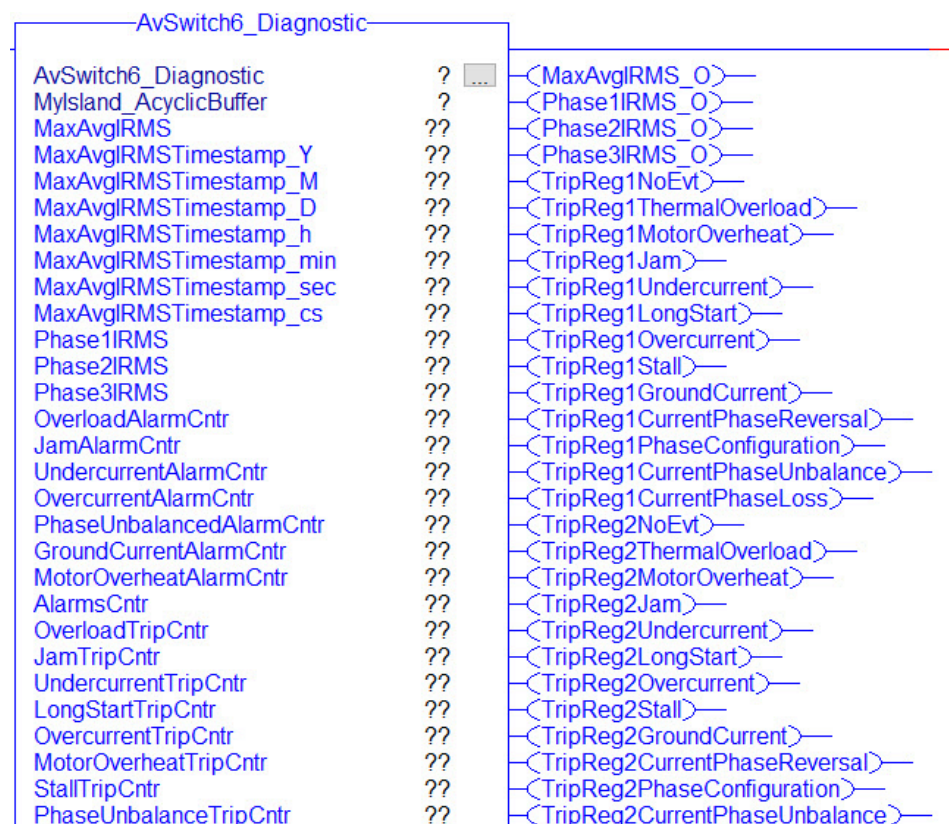 AvSwitch6_Diagnostic
AvSwitch6_Diagnostic ? ... MaxAvgIRMS_O
MyIsland_AcyclicBuffer ? Phase1IRMS_O
MaxAvgIRMS ?? Phase2IRMS_O
MaxAvgIRMSTimestamp_Y ?? Phase3IRMS_O
MaxAvgIRMSTimestamp_M ?? TripReg1NoEvt
MaxAvgIRMSTimestamp_D ?? TripReg1ThermalOverload
MaxAvgIRMSTimestamp_h ?? TripReg1MotorOverheat
MaxAvgIRMSTimestamp_min ?? TripReg1Jam
MaxAvgIRMSTimestamp_sec ?? TripReg1Undercurrent
MaxAvgIRMSTimestamp_cs ?? TripReg1LongStart
Phase1IRMS ?? TripReg1Overcurrent
Phase2IRMS ?? TripReg1Stall
Phase3IRMS ?? TripReg1GroundCurrent
OverloadAlarmCntr ?? TripReg1CurrentPhaseReversal
JamAlarmCntr ?? TripReg1PhaseConfiguration
UndercurrentAlarmCntr ?? TripReg1CurrentPhaseUnbalance
OvercurrentAlarmCntr ?? TripReg1CurrentPhaseLoss
PhaseUnbalancedAlarmCntr ?? TripReg2NoEvt
GroundCurrentAlarmCntr ?? TripReg2ThermalOverload
MotorOverheatAlarmCntr ?? TripReg2MotorOverheat
AlarmsCntr ?? TripReg2Jam
OverloadTripCntr ?? TripReg2Undercurrent
JamTripCntr ?? TripReg2LongStart
UndercurrentTripCntr ?? TripReg2Overcurrent
LongStartTripCntr ?? TripReg2Stall
OvercurrentTripCntr ?? TripReg2GroundCurrent
MotorOverheatTripCntr ?? TripReg2CurrentPhaseReversal
StallTripCntr ?? TripReg2PhaseConfiguration
PhaseUnbalanceTripCntr ?? TripReg2CurrentPhaseUnbalance